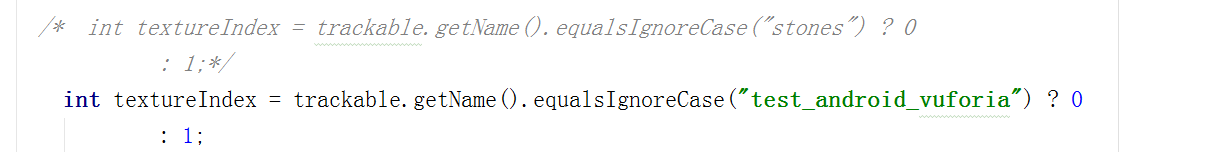 /*  int textureIndex = trackable.getName().equalsIgnoreCase("stones") ? 0
: 1;*/
int textureIndex = trackable.getName().equalsIgnoreCase("test_android_vuforia") ? 0
: 1;